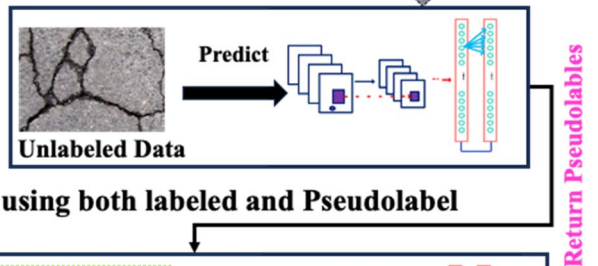 Predict
Unlabeled Data
using both labeled and Pseudolabel
Return Pseudolables